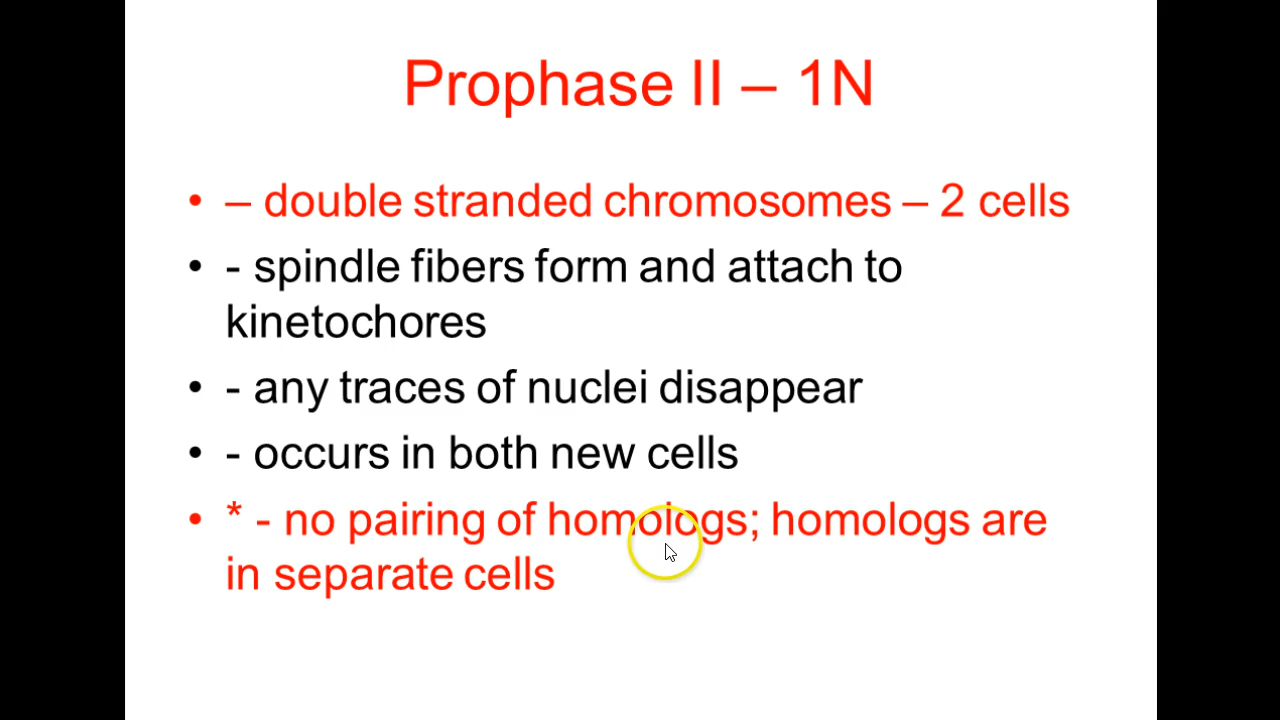 Prophase II – 1N
• – double stranded chromosomes – 2 cells
• - spindle fibers form and attach to
kinetochores
• - any traces of nuclei disappear
• - occurs in both new cells
• * - no pairing of homologs; homologs are
in separate cells